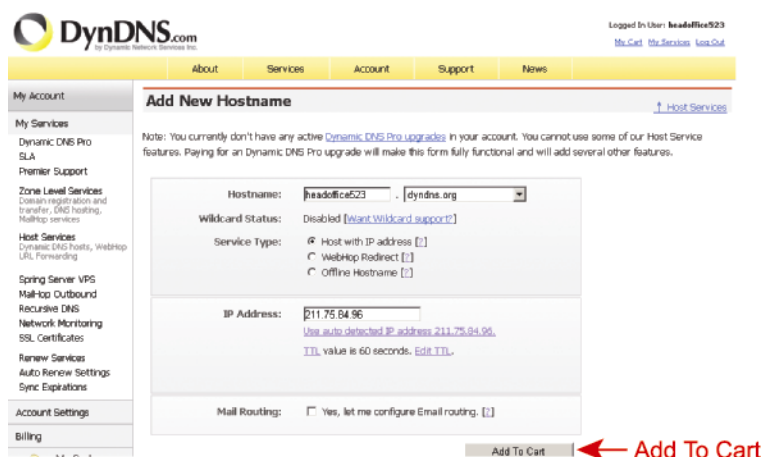 DynDNS.com
by Dynamic Network Services Inc.
Logged In User: headoffice523
My Cart My Services Log Out
About Services Account Support News
My Account
My Services
Dynamic DNS Pro
SLA
Premier Support
Zone Level Services
Domain registration and
transfer, DNS hosting,
MailHop services
Host Services
Dynamic DNS hosts, WebHop
URL Forwarding
Spring Server VPS
MailHop Outbound
Recursive DNS
Network Monitoring
SSL Certificates
Renew Services
Auto Renew Settings
Sync Expirations
Account Settings
Billing
Add New Hostname
↑ Host Services
Note: You currently don't have any active Dynamic DNS Pro upgrades in your account. You cannot use some of our Host Service
features. Paying for an Dynamic DNS Pro upgrade will make this form fully functional and will add several other features.
Hostname: headoffice523 . dyndns.org
Wildcard Status: Disabled [Want Wildcard support?]
Service Type: Host with IP address [?]
WebHop Redirect [?]
Offline Hostname [?]
IP Address: 211.75.84.96
Use auto detected IP address 211.75.84.96.
TTL value is 60 seconds. Edit TTL.
Mail Routing: Yes, let me configure Email routing. [?]
Add To Cart
Add To Cart